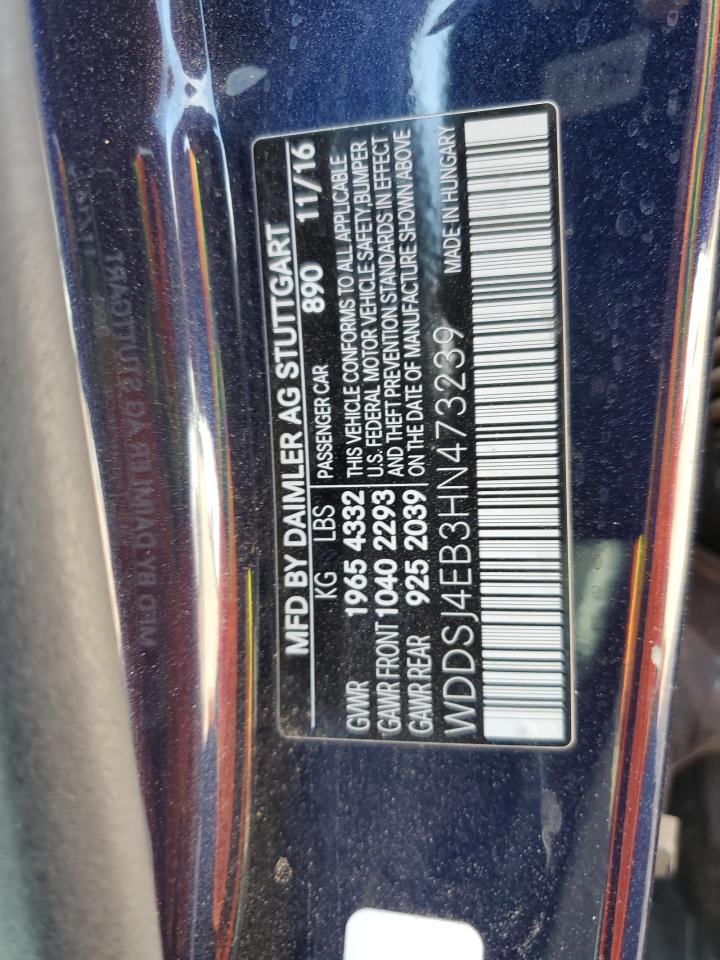 MFD BY DAIMLER AG STUTTGART
KG LBS PASSENGER CAR 890 11/16
GVWR 1965 4332 THIS VEHICLE CONFORMS TO ALL APPLICABLE
GAWR FRONT 1040 2293 U.S. FEDERAL MOTOR VEHICLE SAFETY, BUMPER
AND THEFT PREVENTION STANDARDS IN EFFECT
GAWR REAR 925 2039 ON THE DATE OF MANUFACTURE SHOWN ABOVE
WDDSJ4EB3HN473239 MADE IN HUNGARY